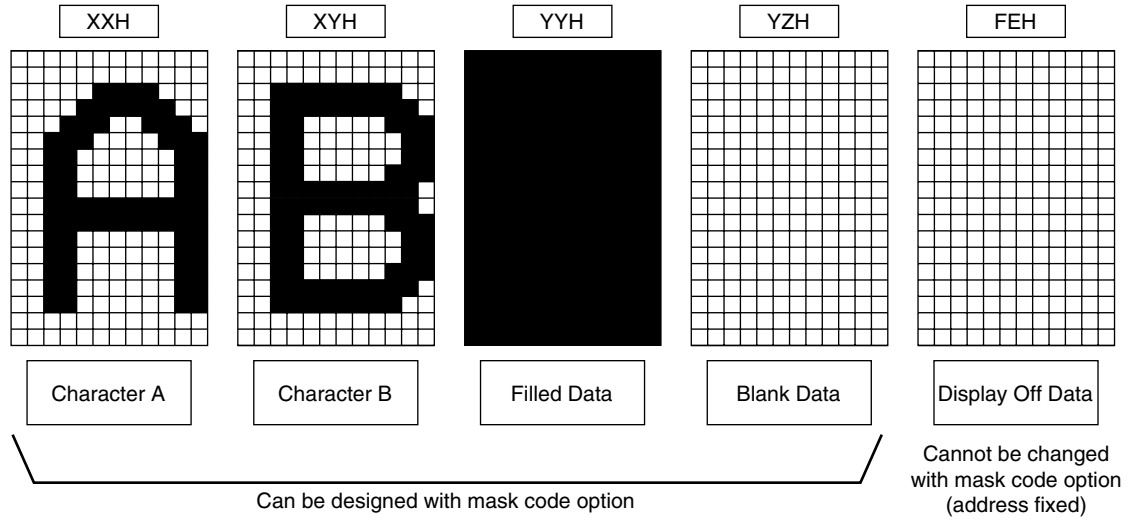 XXH
XYH
YYH
YZH
FEH
Character A
Character B
Filled Data
Blank Data
Display Off Data
Can be designed with mask code option
Cannot be changed
with mask code option
(address fixed)